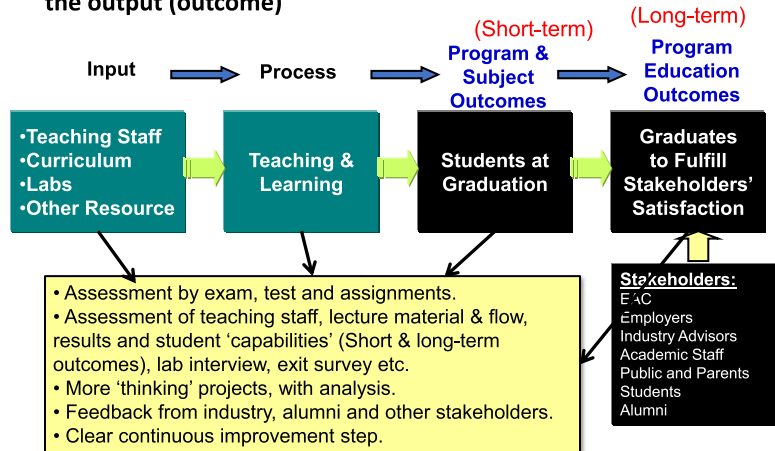 the output (outcome)
(Short-term)
(Long-term)
Input
Process
Program &
Subject
Outcomes
Program
Education
Outcomes
•Teaching Staff
•Curriculum
•Labs
•Other Resource
Teaching &
Learning
Students at
Graduation
Graduates
to Fulfill
Stakeholders’
Satisfaction
• Assessment by exam, test and assignments.
• Assessment of teaching staff, lecture material & flow,
results and student ‘capabilities’ (Short & long-term
outcomes), lab interview, exit survey etc.
• More ‘thinking’ projects, with analysis.
• Feedback from industry, alumni and other stakeholders.
• Clear continuous improvement step.
Stakeholders:
EAC
Employers
Industry Advisors
Academic Staff
Public and Parents
Students
Alumni